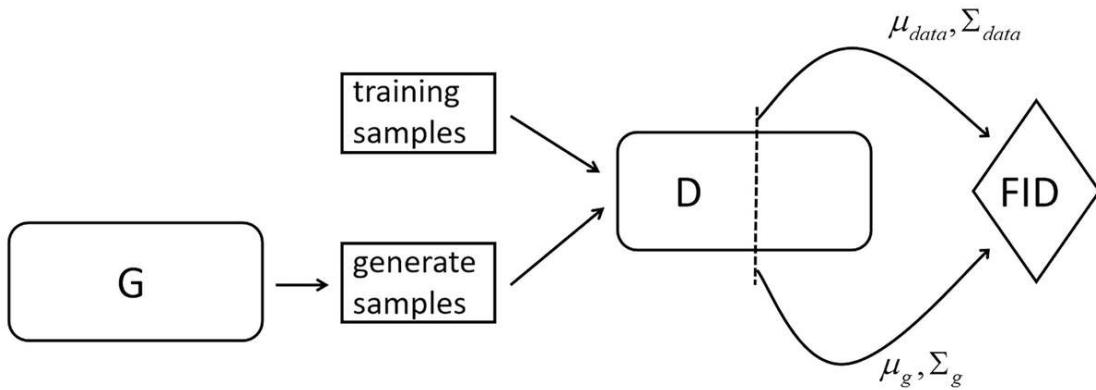 μ_data, Σ_data
training
samples
D
FID
G
generate
samples
μ_g, Σ_g